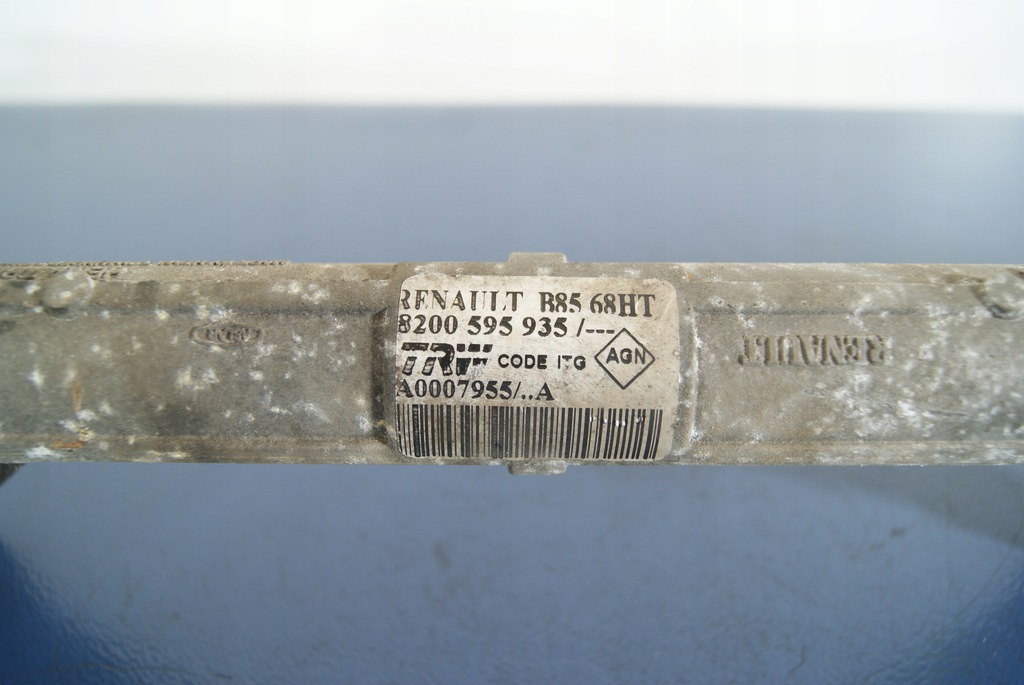 RENAULT B85 68HT
8200 595 935 /---
TRW CODE ITG AGN
A0007955/..A
RENAULT